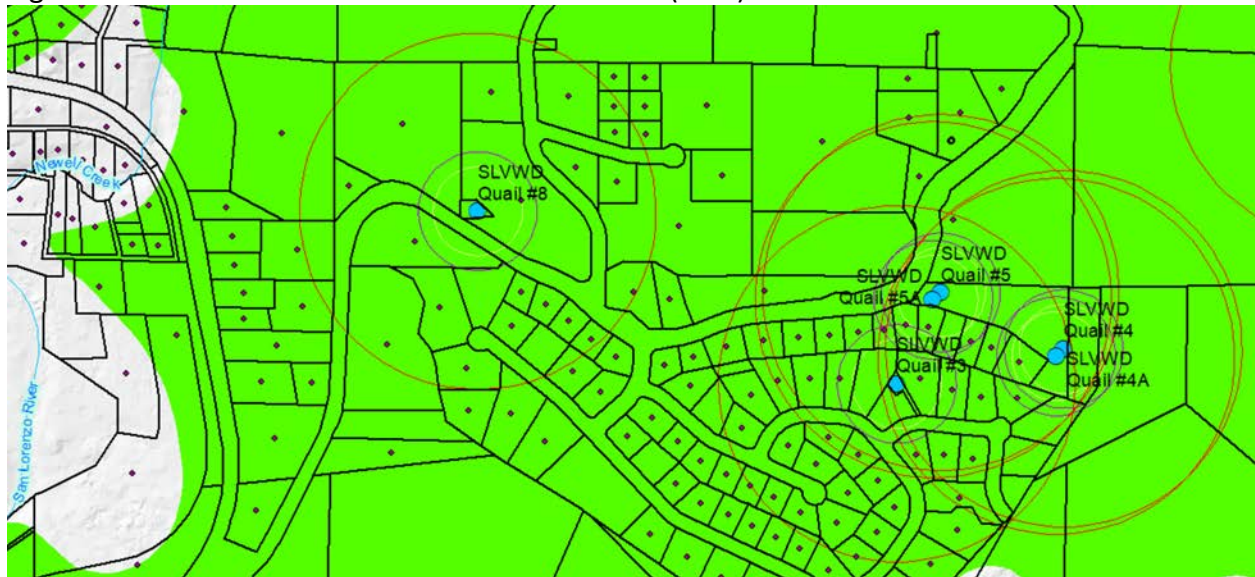 SLVWD
Quail #8
Newell Creek
SLVWD
Quail #5
SLVWD
Quail #5A
SLVWD
Quail #4
SLVWD
Quail #3
SLVWD
Quail #4A
San Lorenzo River